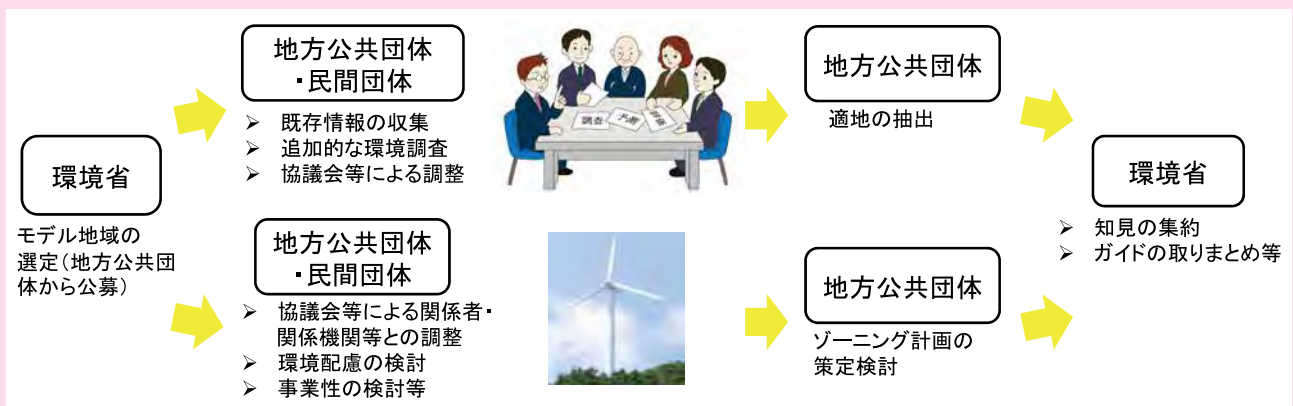 環境省
モデル地域の
選定(地方公共団
体から公募)
地方公共団体
・民間団体
➢ 既存情報の収集
➢ 追加的な環境調査
➢ 協議会等による調整
調査
予測
評価
地方公共団体
適地の抽出
地方公共団体
・民間団体
➢ 協議会等による関係者・
関係機関等との調整
➢ 環境配慮の検討
➢ 事業性の検討等
地方公共団体
ゾーニング計画の
策定検討
環境省
➢ 知見の集約
➢ ガイドの取りまとめ等